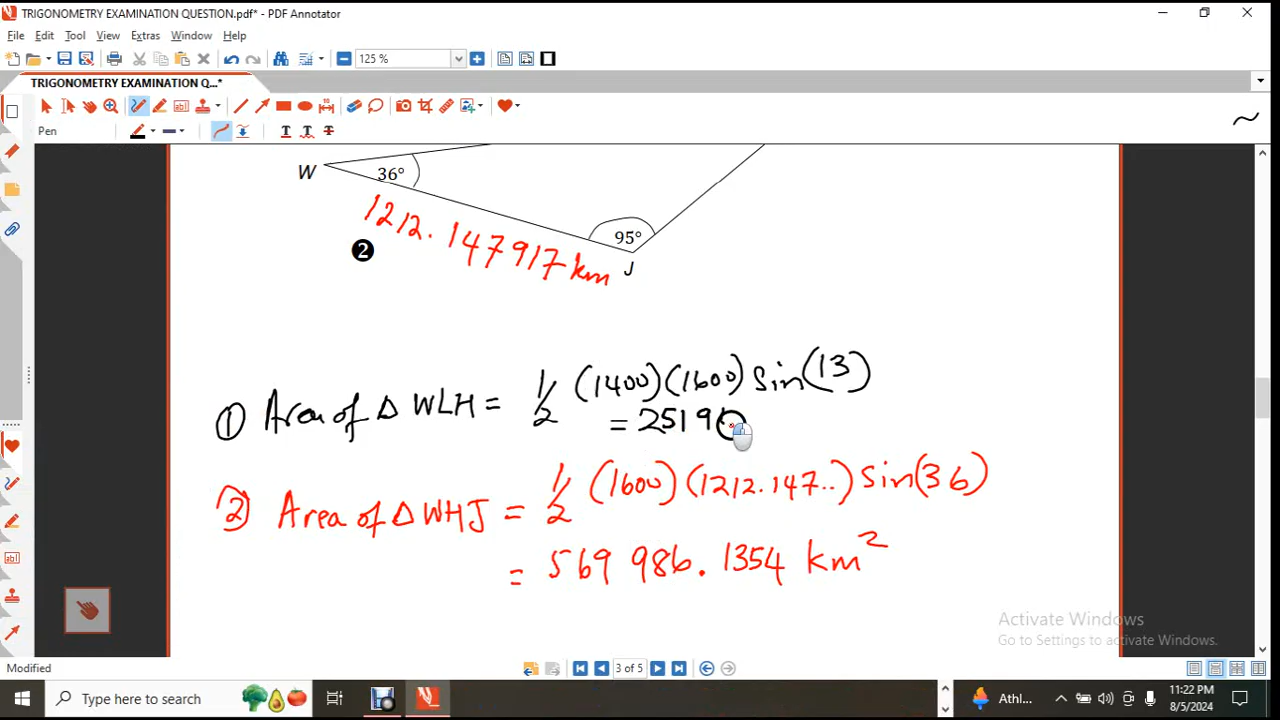 TRIGONOMETRY EXAMINATION QUESTION.pdf* - PDF Annotator
File Edit Tool View Extras Window Help
125 %
TRIGONOMETRY EXAMINATION Q...*
Pen
W
36°
1212.147917 km
95°
❷
J
① Area of Δ WLH = 1/2 (1400)(1600) Sin(13)
= 2519
② Area of Δ WHJ = 1/2 (1600)(1212.147..) Sin(36)
= 569 986.1354 km²
Activate Windows
Go to Settings to activate Windows.
Modified
3 of 5
Type here to search
Athl...
11:22 PM
8/5/2024